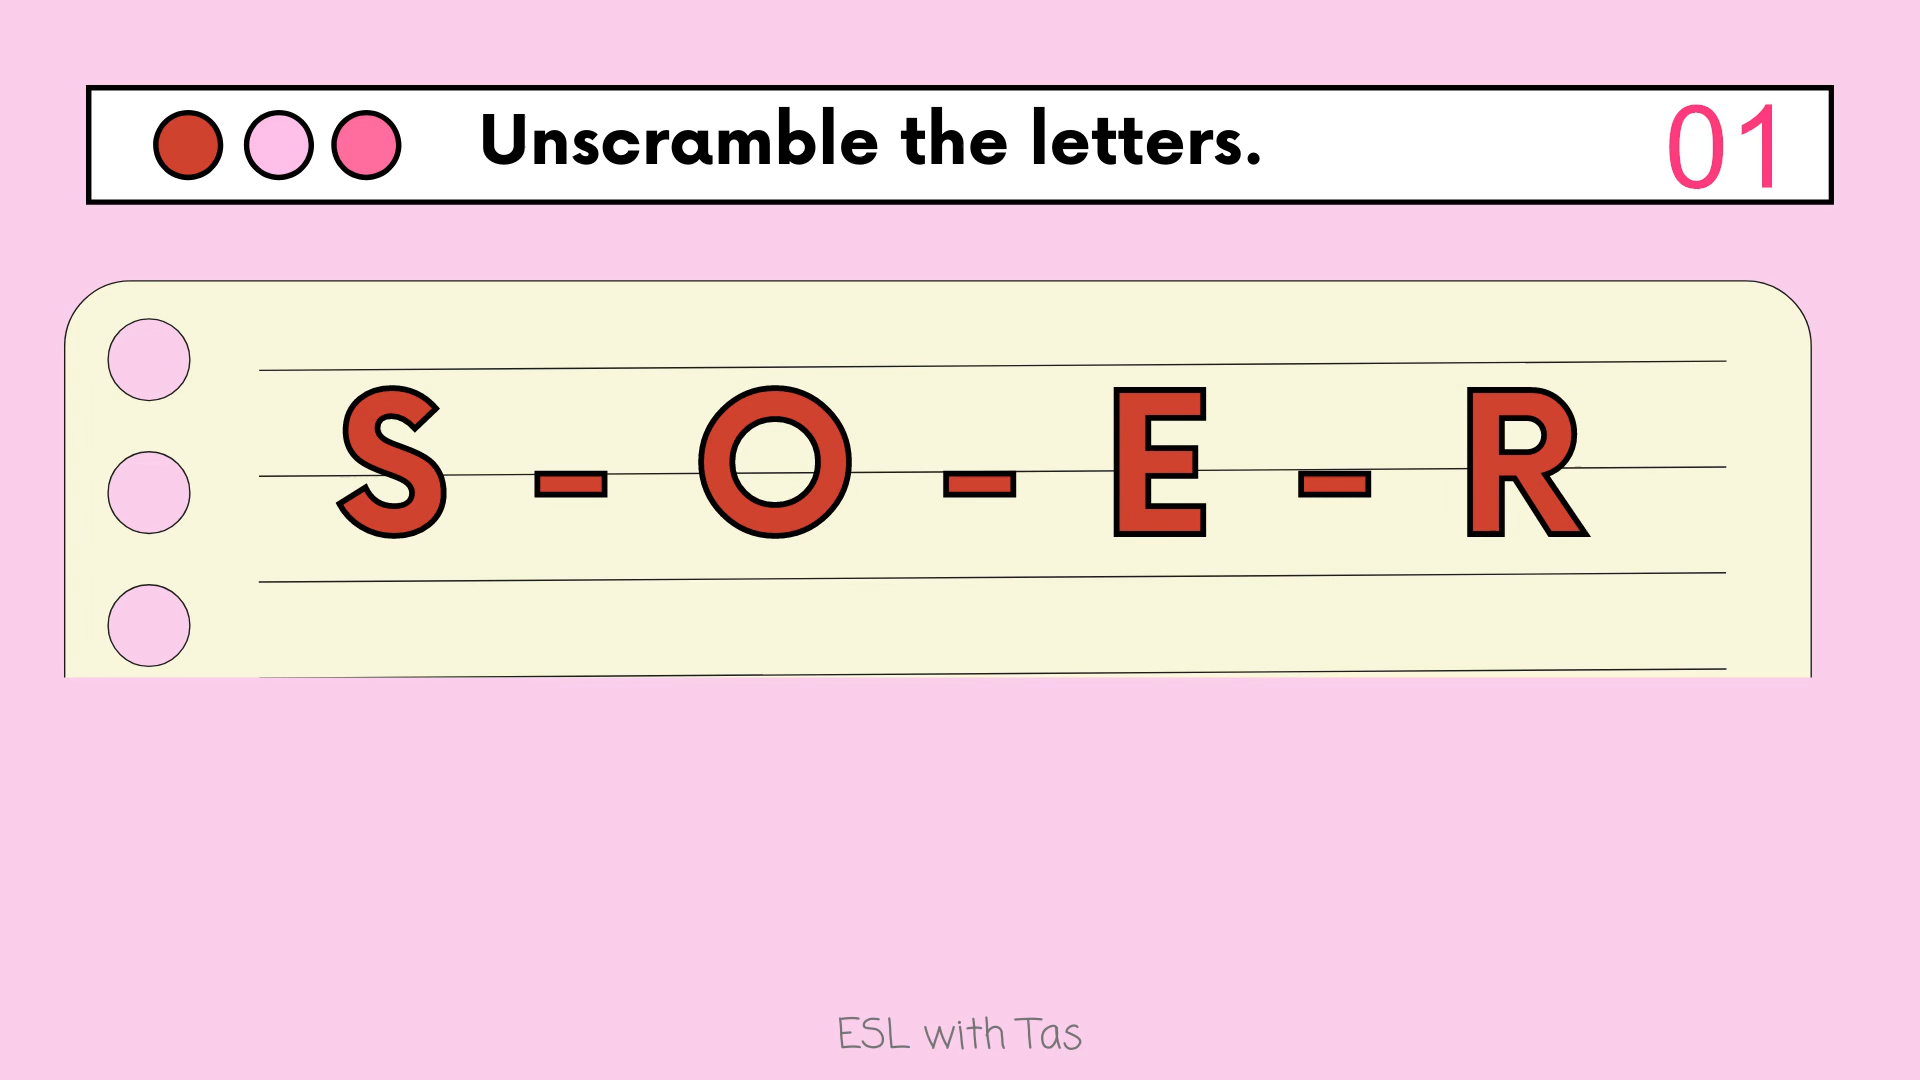 Unscramble the letters. 01
S - O - E - R
ESL with Tas